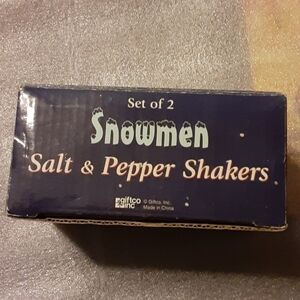 Set of 2
Snowmen
Salt & Pepper Shakers
giftco inc
© Giftco, Inc.
Made in China